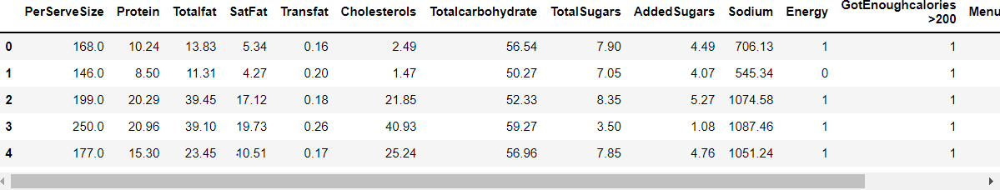 PerServeSize Protein Totalfat SatFat Transfat Cholesterols Totalcarbohydrate TotalSugars AddedSugars Sodium Energy GotEnoughcalories >200 Menu
0 168.0 10.24 13.83 5.34 0.16 2.49 56.54 7.90 4.49 706.13 1 1
1 146.0 8.50 11.31 4.27 0.20 1.47 50.27 7.05 4.07 545.34 0 1
2 199.0 20.29 39.45 17.12 0.18 21.85 52.33 8.35 5.27 1074.58 1 1
3 250.0 20.96 39.10 19.73 0.26 40.93 59.27 3.50 1.08 1087.46 1 1
4 177.0 15.30 23.45 10.51 0.17 25.24 56.96 7.85 4.76 1051.24 1 1